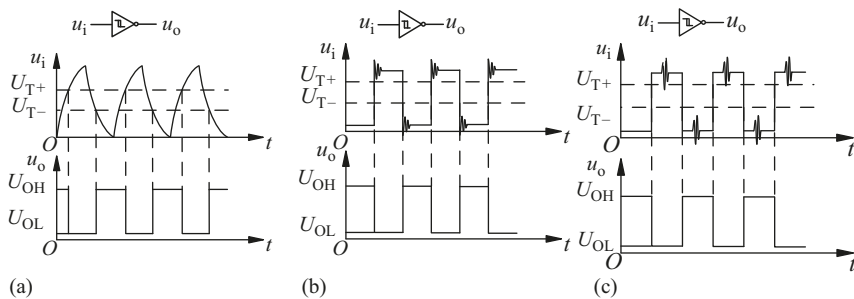 u_i u_o
u_i
U_T+
U_T−
O t
u_o
U_OH
U_OL
O t
(a)
u_i u_o
u_i
U_T+
U_T−
O t
u_o
U_OH
U_OL
O t
(b)
u_i u_o
u_i
U_T+
U_T−
O t
u_o
U_OH
U_OL
O t
(c)